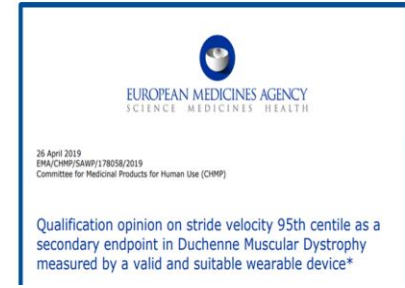 EUROPEAN MEDICINES AGENCY
SCIENCE MEDICINES HEALTH
26 April 2019
EMA/CHMP/SAWP/178058/2019
Committee for Medicinal Products for Human Use (CHMP)
Qualification opinion on stride velocity 95th centile as a
secondary endpoint in Duchenne Muscular Dystrophy
measured by a valid and suitable wearable device*